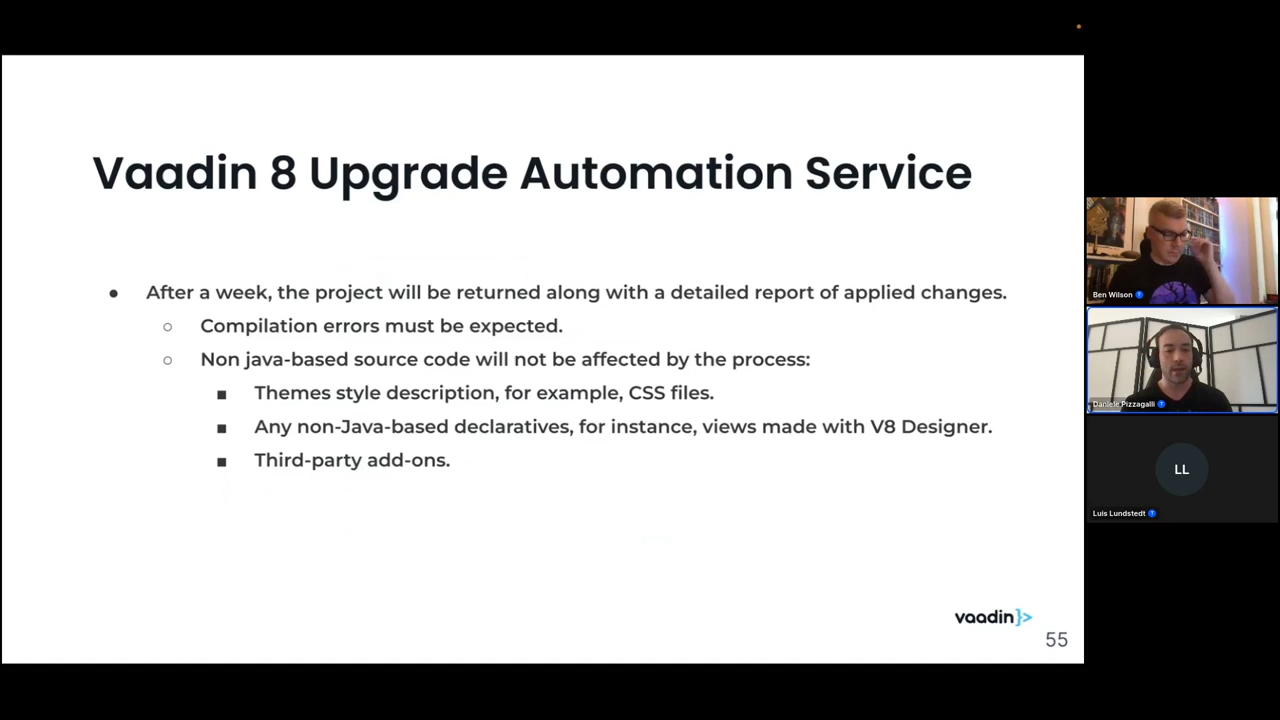 Vaadin 8 Upgrade Automation Service
● After a week, the project will be returned along with a detailed report of applied changes.
○ Compilation errors must be expected.
○ Non java-based source code will not be affected by the process:
■ Themes style description, for example, CSS files.
■ Any non-Java-based declaratives, for instance, views made with V8 Designer.
■ Third-party add-ons.
vaadin}>
55
Ben Wilson
Daniele Pizzagalli
LL
Luis Lundstedt